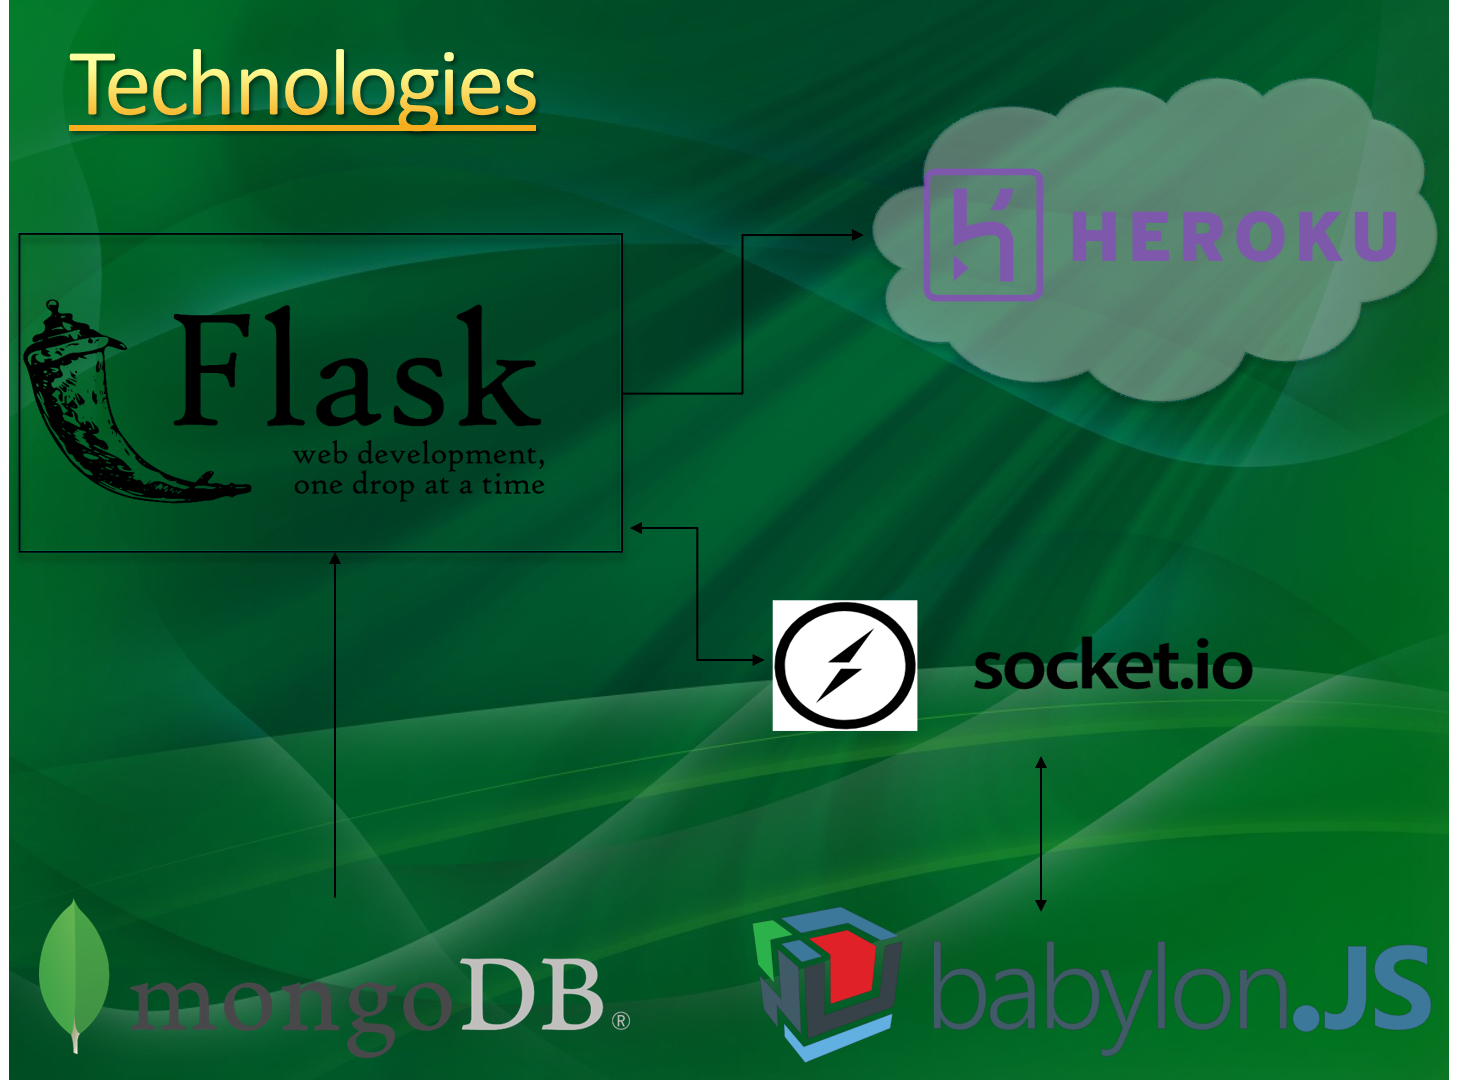 Technologies
HEROKU
Flask
web development,
one drop at a time
socket.io
mongoDB®
babylon.JS